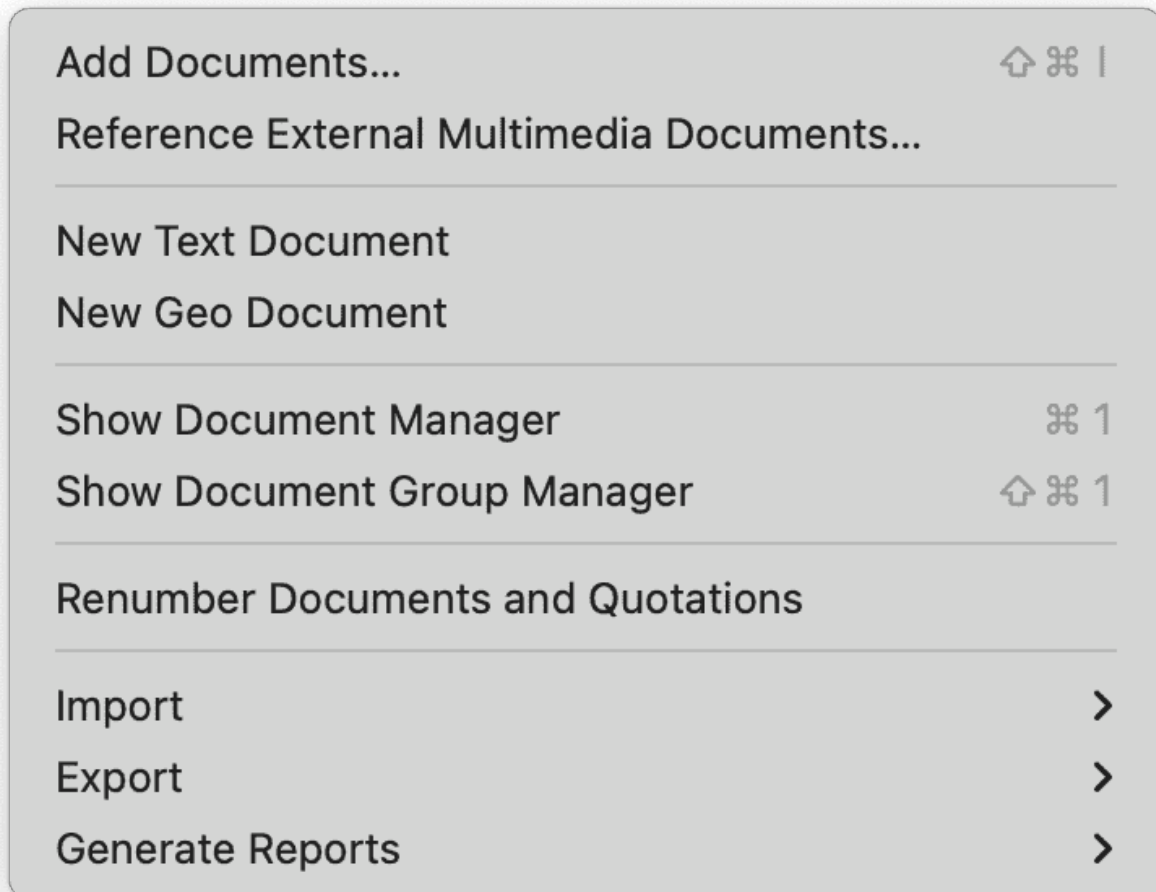 Add Documents... ⇧⌘ I
Reference External Multimedia Documents...
New Text Document
New Geo Document
Show Document Manager ⌘ 1
Show Document Group Manager ⇧⌘ 1
Renumber Documents and Quotations
Import
Export
Generate Reports